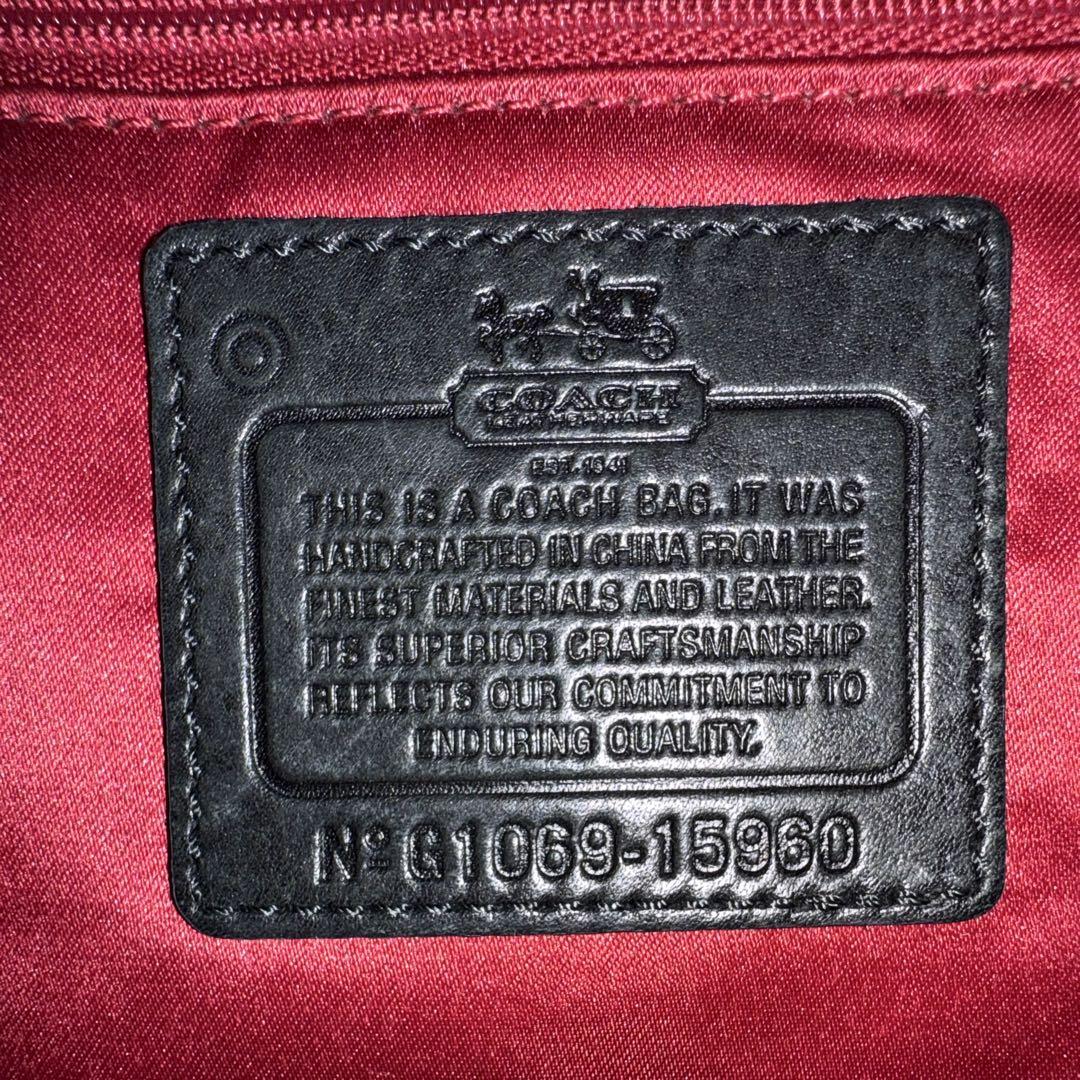 COACH
LEATHERWARE
EST. 1941
THIS IS A COACH BAG. IT WAS
HANDCRAFTED IN CHINA FROM THE
FINEST MATERIALS AND LEATHER.
ITS SUPERIOR CRAFTSMANSHIP
REFLECTS OUR COMMITMENT TO
ENDURING QUALITY.
Nº G1069-15960